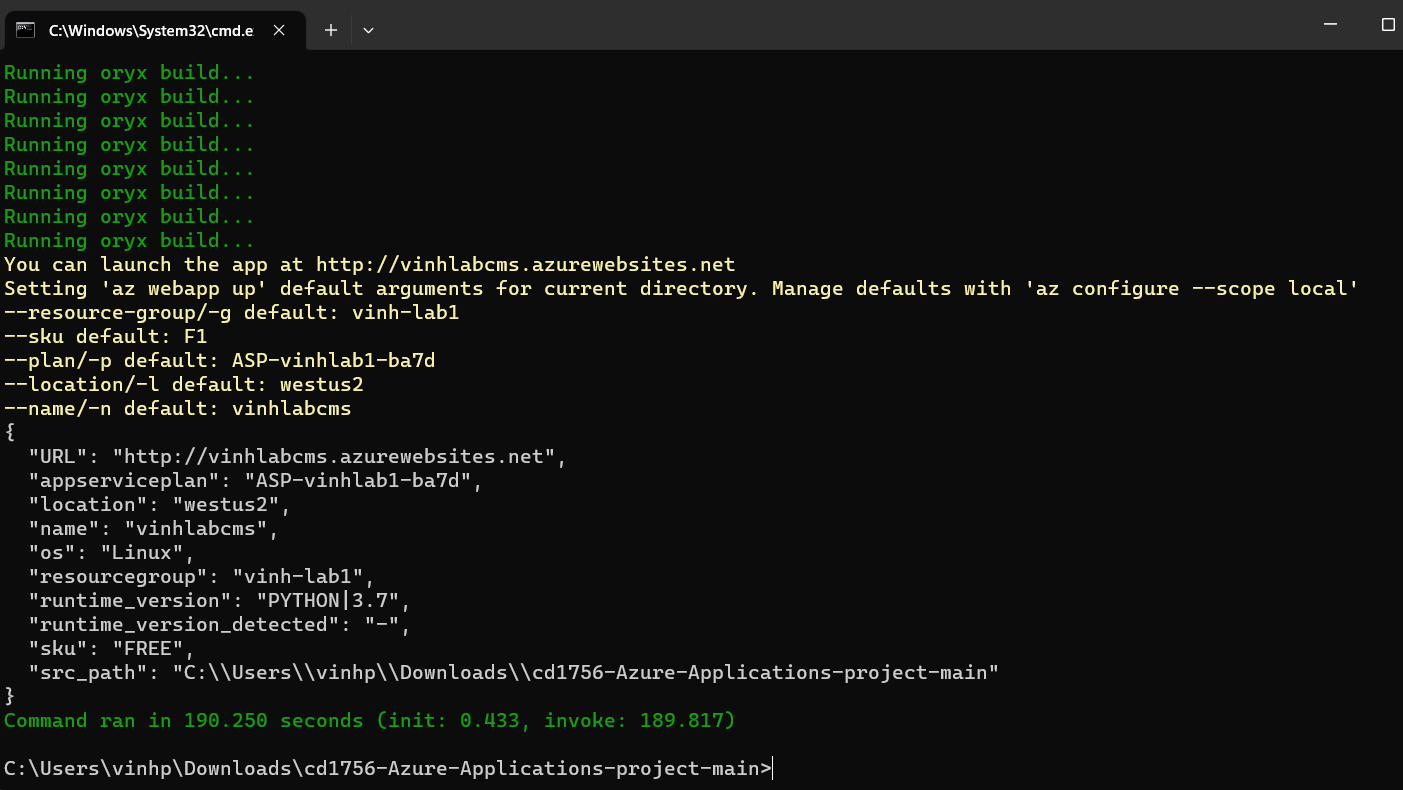 C:\Windows\System32\cmd.e
Running oryx build...
Running oryx build...
Running oryx build...
Running oryx build...
Running oryx build...
Running oryx build...
Running oryx build...
Running oryx build...
You can launch the app at http://vinhlabcms.azurewebsites.net
Setting 'az webapp up' default arguments for current directory. Manage defaults with 'az configure --scope local'
--resource-group/-g default: vinh-lab1
--sku default: F1
--plan/-p default: ASP-vinhlab1-ba7d
--location/-l default: westus2
--name/-n default: vinhlabcms
{
  "URL": "http://vinhlabcms.azurewebsites.net",
  "appserviceplan": "ASP-vinhlab1-ba7d",
  "location": "westus2",
  "name": "vinhlabcms",
  "os": "Linux",
  "resourcegroup": "vinh-lab1",
  "runtime_version": "PYTHON|3.7",
  "runtime_version_detected": "-",
  "sku": "FREE",
  "src_path": "C:\\Users\\vinhp\\Downloads\\cd1756-Azure-Applications-project-main"
}
Command ran in 190.250 seconds (init: 0.433, invoke: 189.817)
C:\Users\vinhp\Downloads\cd1756-Azure-Applications-project-main>